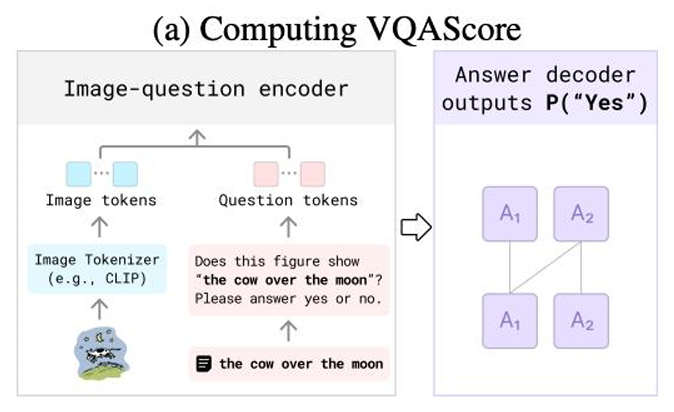 (a) Computing VQAScore
Image-question encoder
Image tokens
Question tokens
Image Tokenizer
(e.g., CLIP)
Does this figure show
“the cow over the moon”?
Please answer yes or no.
the cow over the moon
Answer decoder
outputs P(“Yes”)
A₁ A₂
A₁ A₂